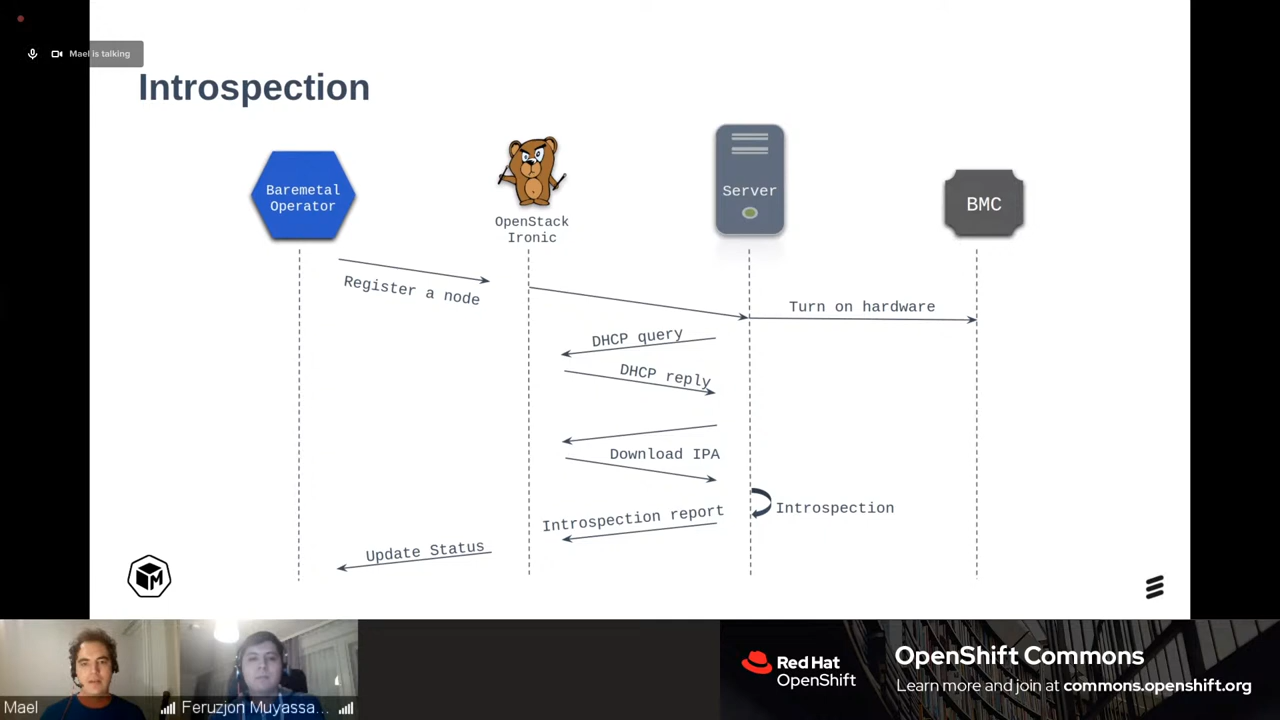 Mael is talking
Introspection
Baremetal
Operator
OpenStack
Ironic
Server
BMC
Register a node
Turn on hardware
DHCP query
DHCP reply
Download IPA
Introspection
Introspection report
Update Status
M
Mael
Feruzjon Muyassa...
Red Hat
OpenShift
OpenShift Commons
Learn more and join at commons.openshift.org